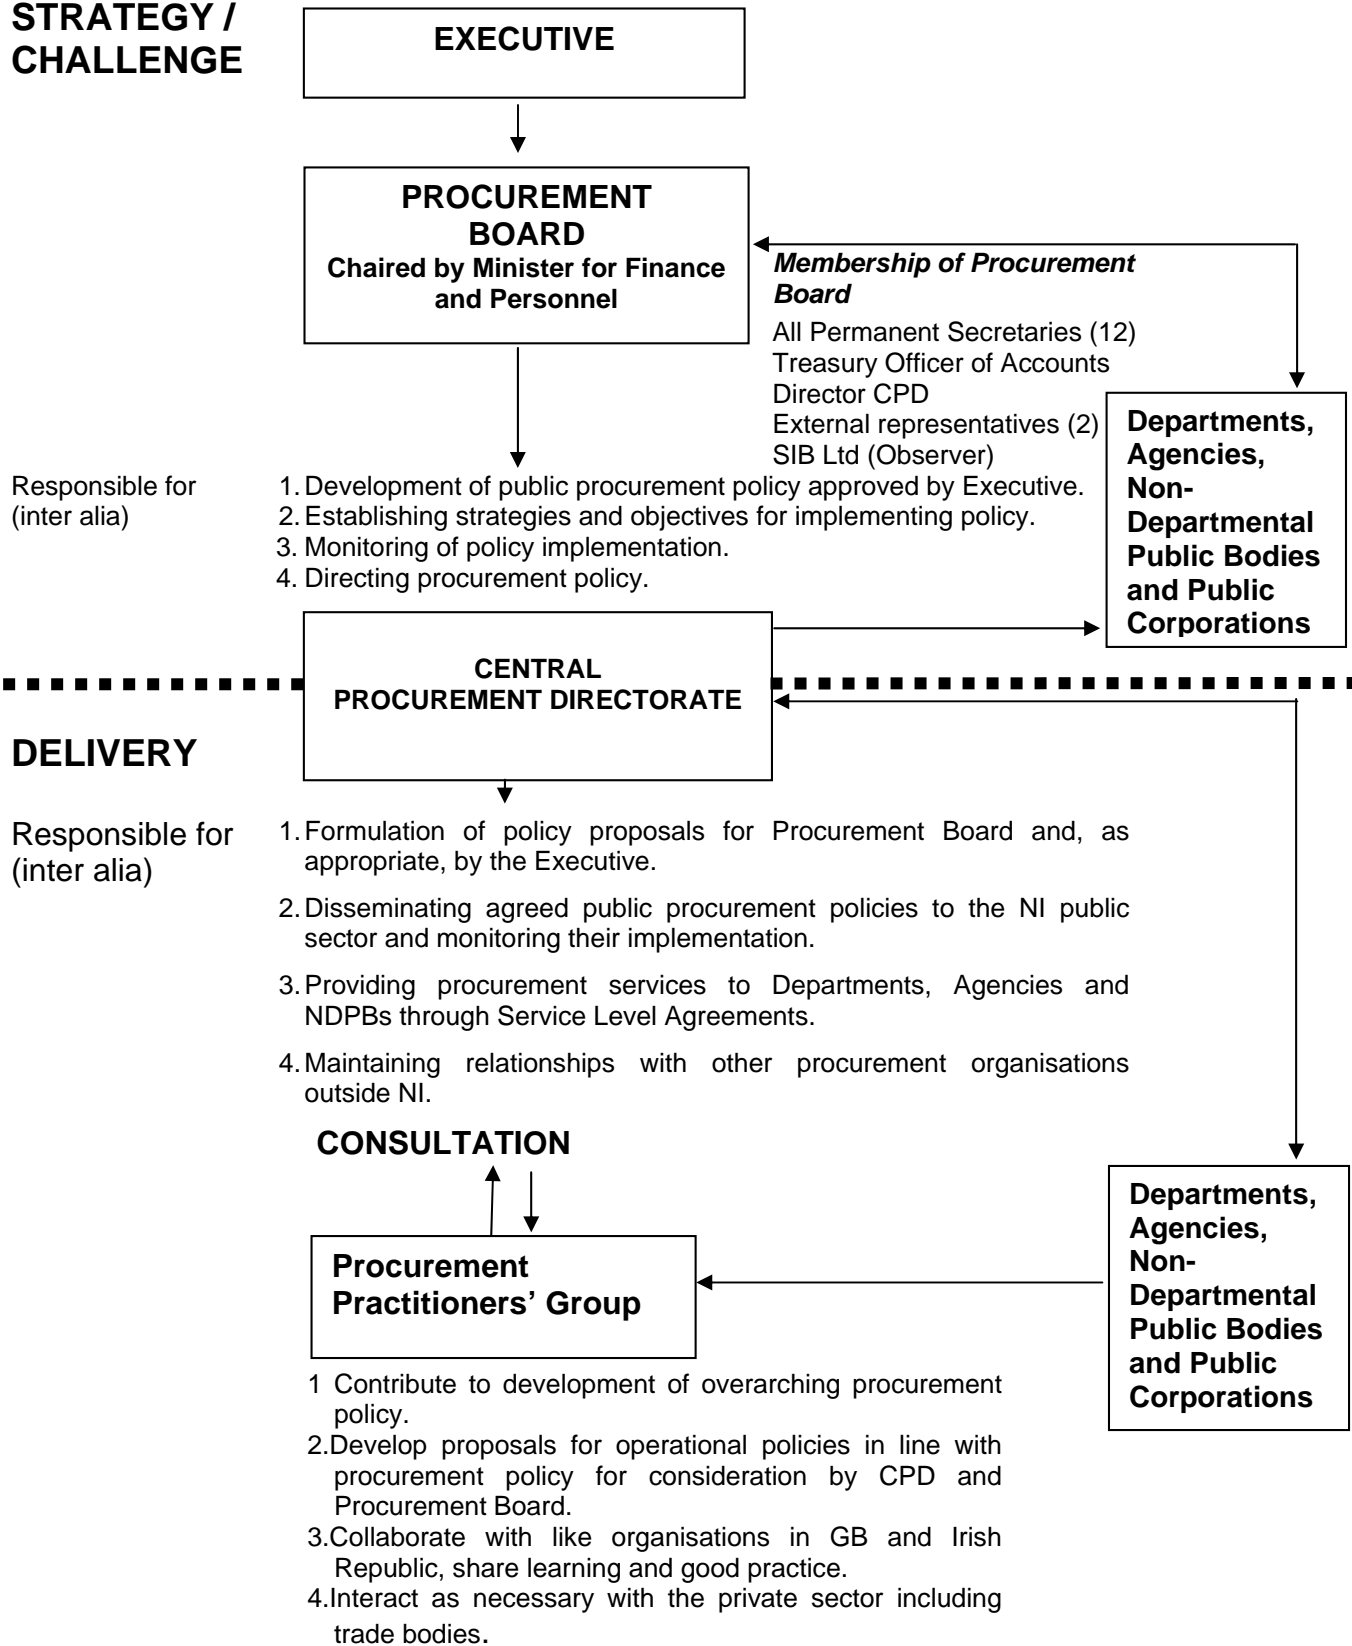 STRATEGY /
CHALLENGE
EXECUTIVE
PROCUREMENT
BOARD
Chaired by Minister for Finance
and Personnel
Membership of Procurement
Board
All Permanent Secretaries (12)
Treasury Officer of Accounts
Director CPD
External representatives (2)
SIB Ltd (Observer)
Departments,
Agencies,
Non-
Departmental
Public Bodies
and Public
Corporations
Responsible for
(inter alia)
1. Development of public procurement policy approved by Executive.
2. Establishing strategies and objectives for implementing policy.
3. Monitoring of policy implementation.
4. Directing procurement policy.
CENTRAL
PROCUREMENT DIRECTORATE
DELIVERY
Responsible for
(inter alia)
1. Formulation of policy proposals for Procurement Board and, as
appropriate, by the Executive.
2. Disseminating agreed public procurement policies to the NI public
sector and monitoring their implementation.
3. Providing procurement services to Departments, Agencies and
NDPBs through Service Level Agreements.
4. Maintaining relationships with other procurement organisations
outside NI.
CONSULTATION
Procurement
Practitioners’ Group
Departments,
Agencies,
Non-
Departmental
Public Bodies
and Public
Corporations
1 Contribute to development of overarching procurement
policy.
2.Develop proposals for operational policies in line with
procurement policy for consideration by CPD and
Procurement Board.
3.Collaborate with like organisations in GB and Irish
Republic, share learning and good practice.
4.Interact as necessary with the private sector including
trade bodies.